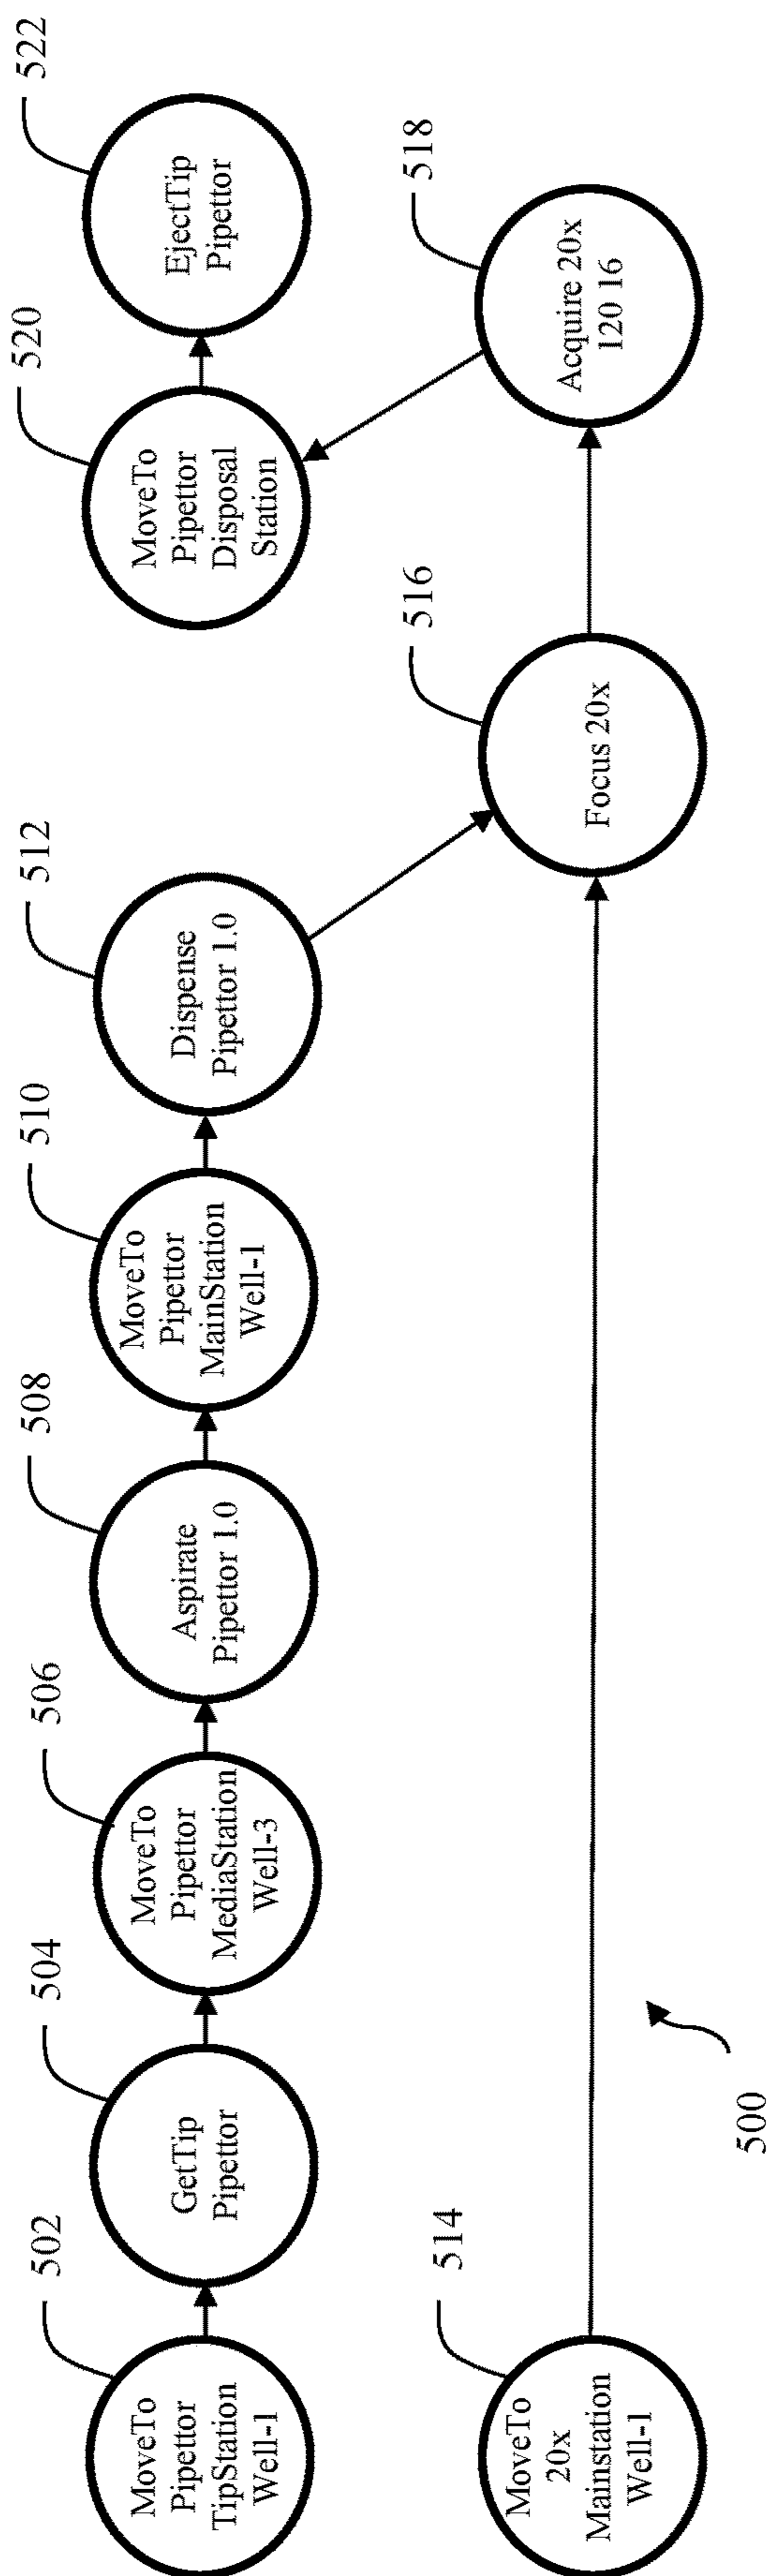 502
MoveTo
Pipettor
TipStation
Well-1
504
GetTip
Pipettor
506
MoveTo
Pipettor
MediaStation
Well-3
508
Aspirate
Pipettor 1.0
510
MoveTo
Pipettor
MainStation
Well-1
512
Dispense
Pipettor 1.0
520
MoveTo
Pipettor
Disposal
Station
522
EjectTip
Pipettor
514
MoveTo
20x
Mainstation
Well-1
516
Focus 20x
518
Acquire 20x
120 16
500